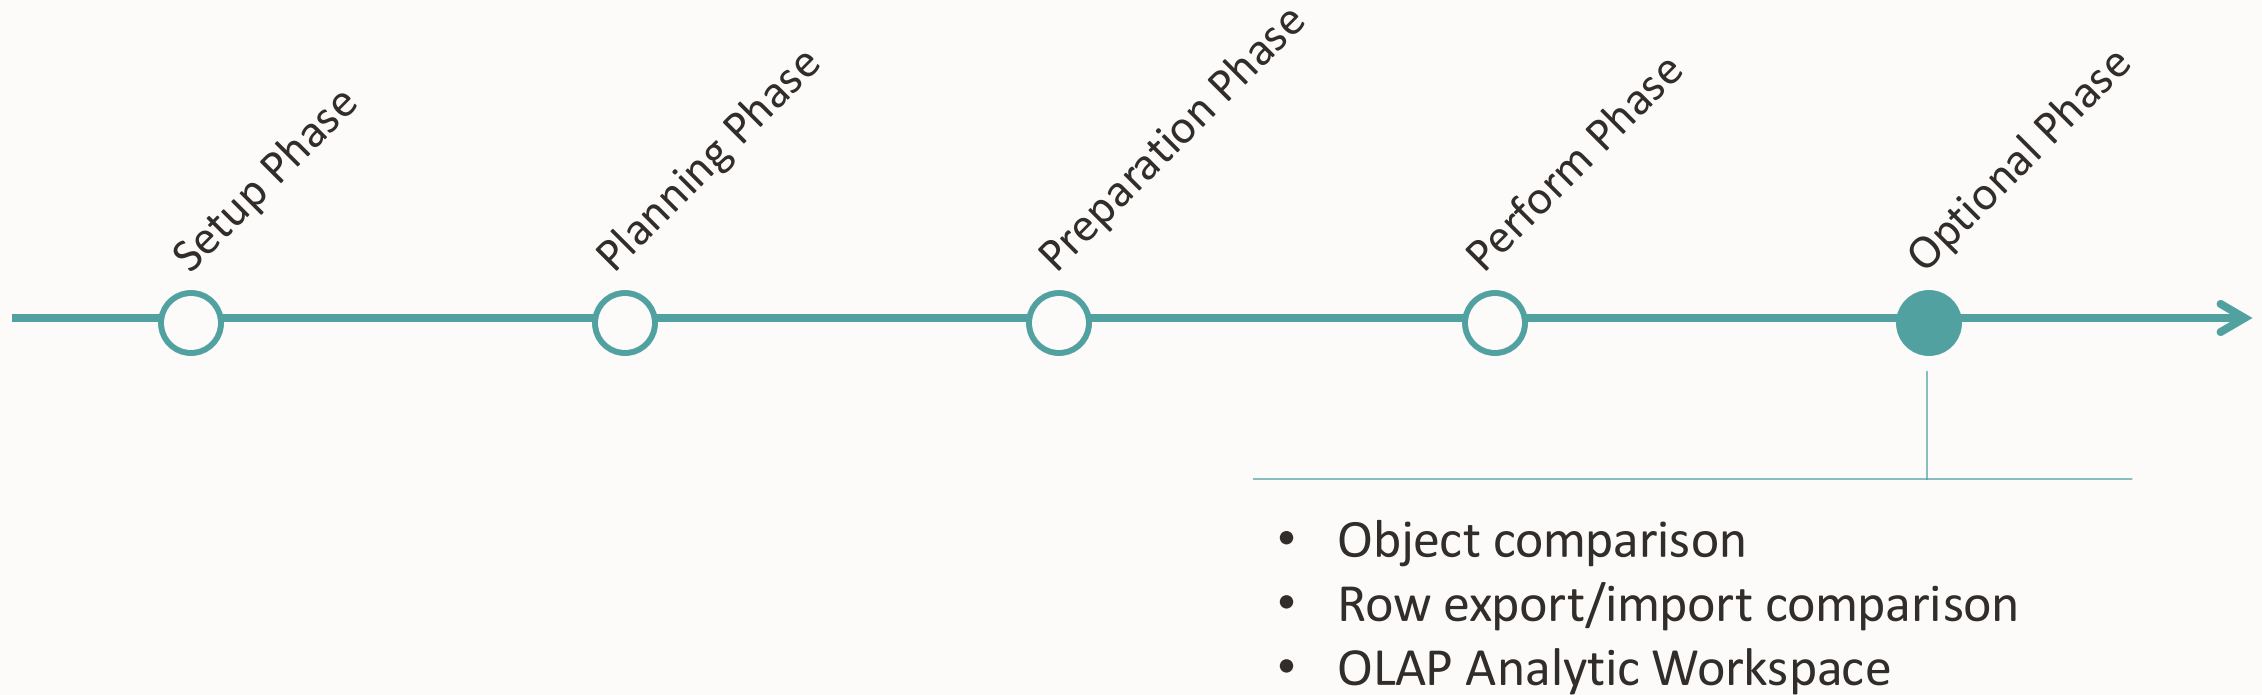 Setup Phase
Planning Phase
Preparation Phase
Perform Phase
Optional Phase
• Object comparison
• Row export/import comparison
• OLAP Analytic Workspace